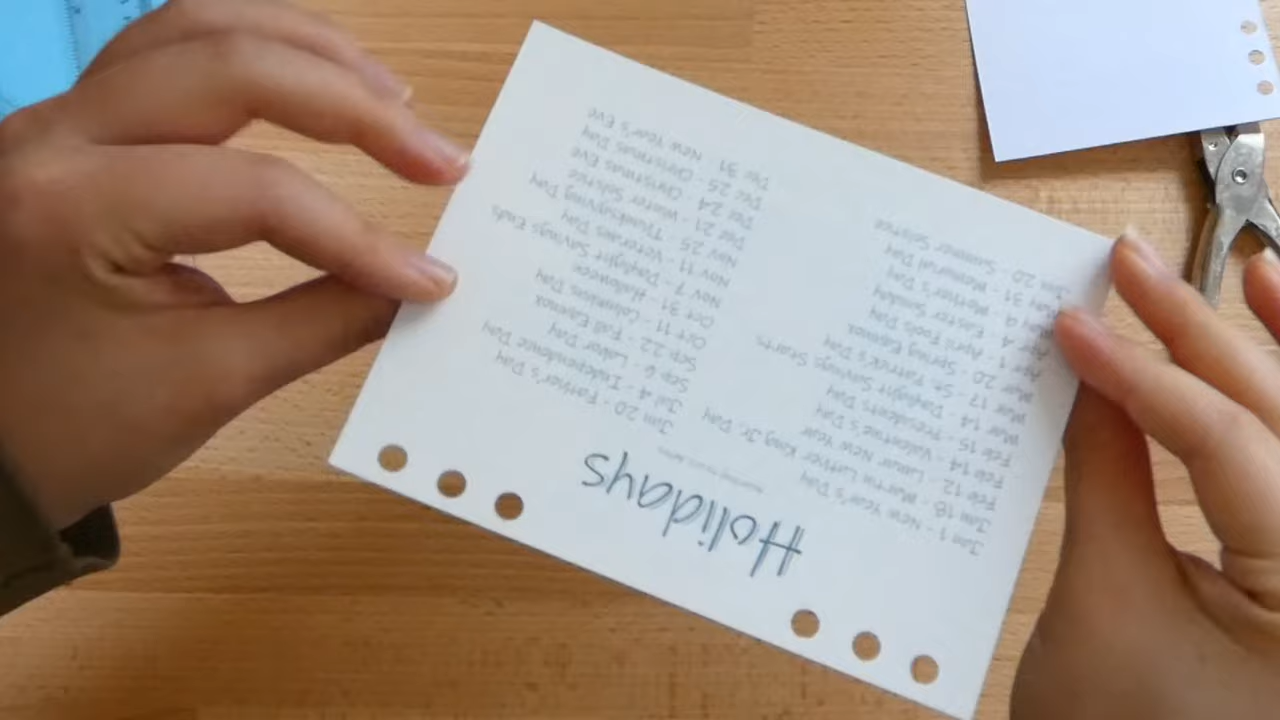 Holidays
Jan 1 - New Year's Day
Jan 18 - Martin Luther King Jr. Day
Feb 12 - Lunar New Year
Feb 14 - Valentine's Day
Feb 15 - Presidents Day
Mar 14 - Daylight Savings Starts
Mar 17 - St. Patrick's Day
Mar 20 - Spring Equinox
Apr 1 - April Fools Day
4 - Easter Sunday
Mother's Day
May 31 - Memorial Day
Jun 20 - Summer Solstice
Jun 20 - Father's Day
Jul 4 - Independence Day
Sep 6 - Labor Day
Sep 22 - Fall Equinox
Oct 11 - Columbus Day
Oct 31 - Halloween
Nov 7 - Daylight Savings Ends
Nov 11 - Veterans Day
Nov 25 - Thanksgiving Day
Dec 21 - Winter Solstice
Dec 24 - Christmas Eve
Dec 25 - Christmas Day
Dec 31 - New Year's Eve